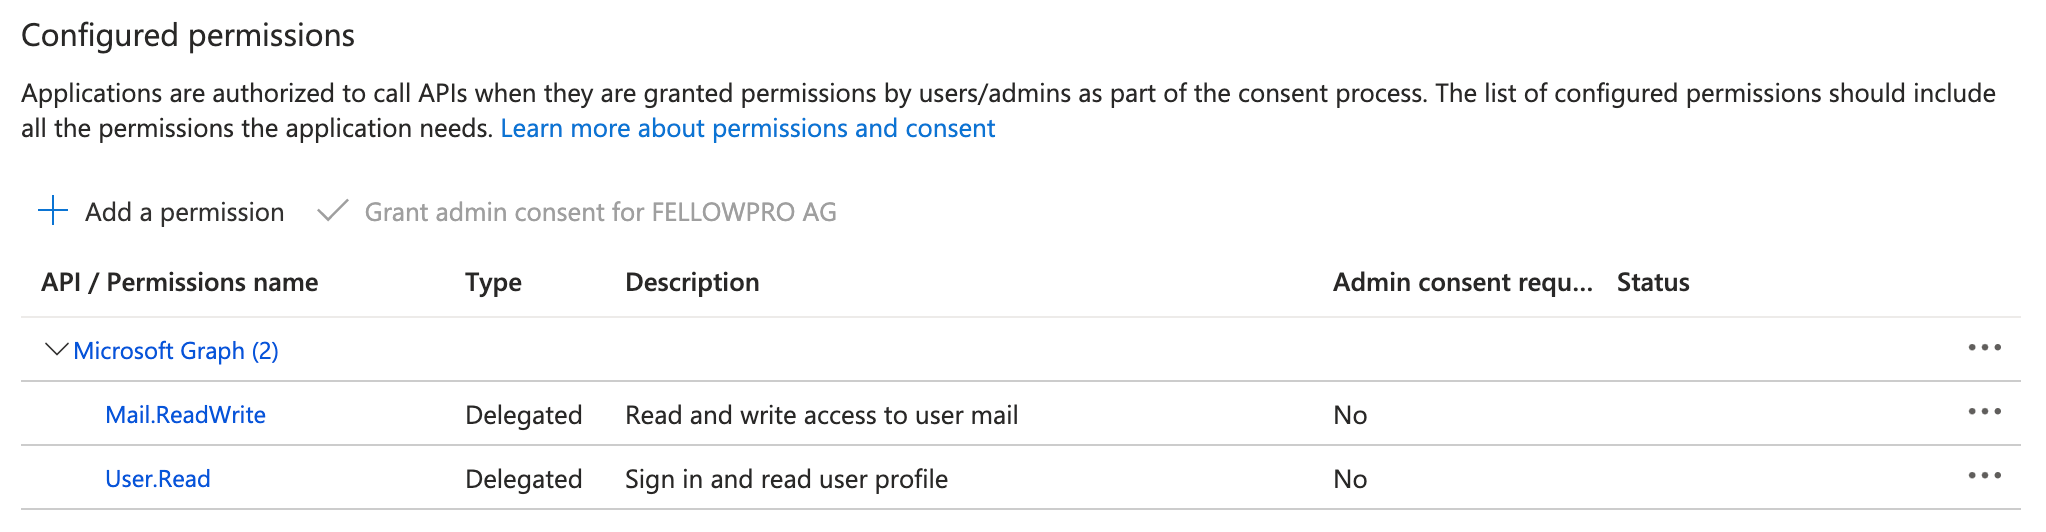 Configured permissions
Applications are authorized to call APIs when they are granted permissions by users/admins as part of the consent process. The list of configured permissions should include
all the permissions the application needs. Learn more about permissions and consent
Add a permission Grant admin consent for FELLOWPRO AG
API / Permissions name Type Description Admin consent requ... Status
Microsoft Graph (2)
Mail.ReadWrite Delegated Read and write access to user mail No
User.Read Delegated Sign in and read user profile No